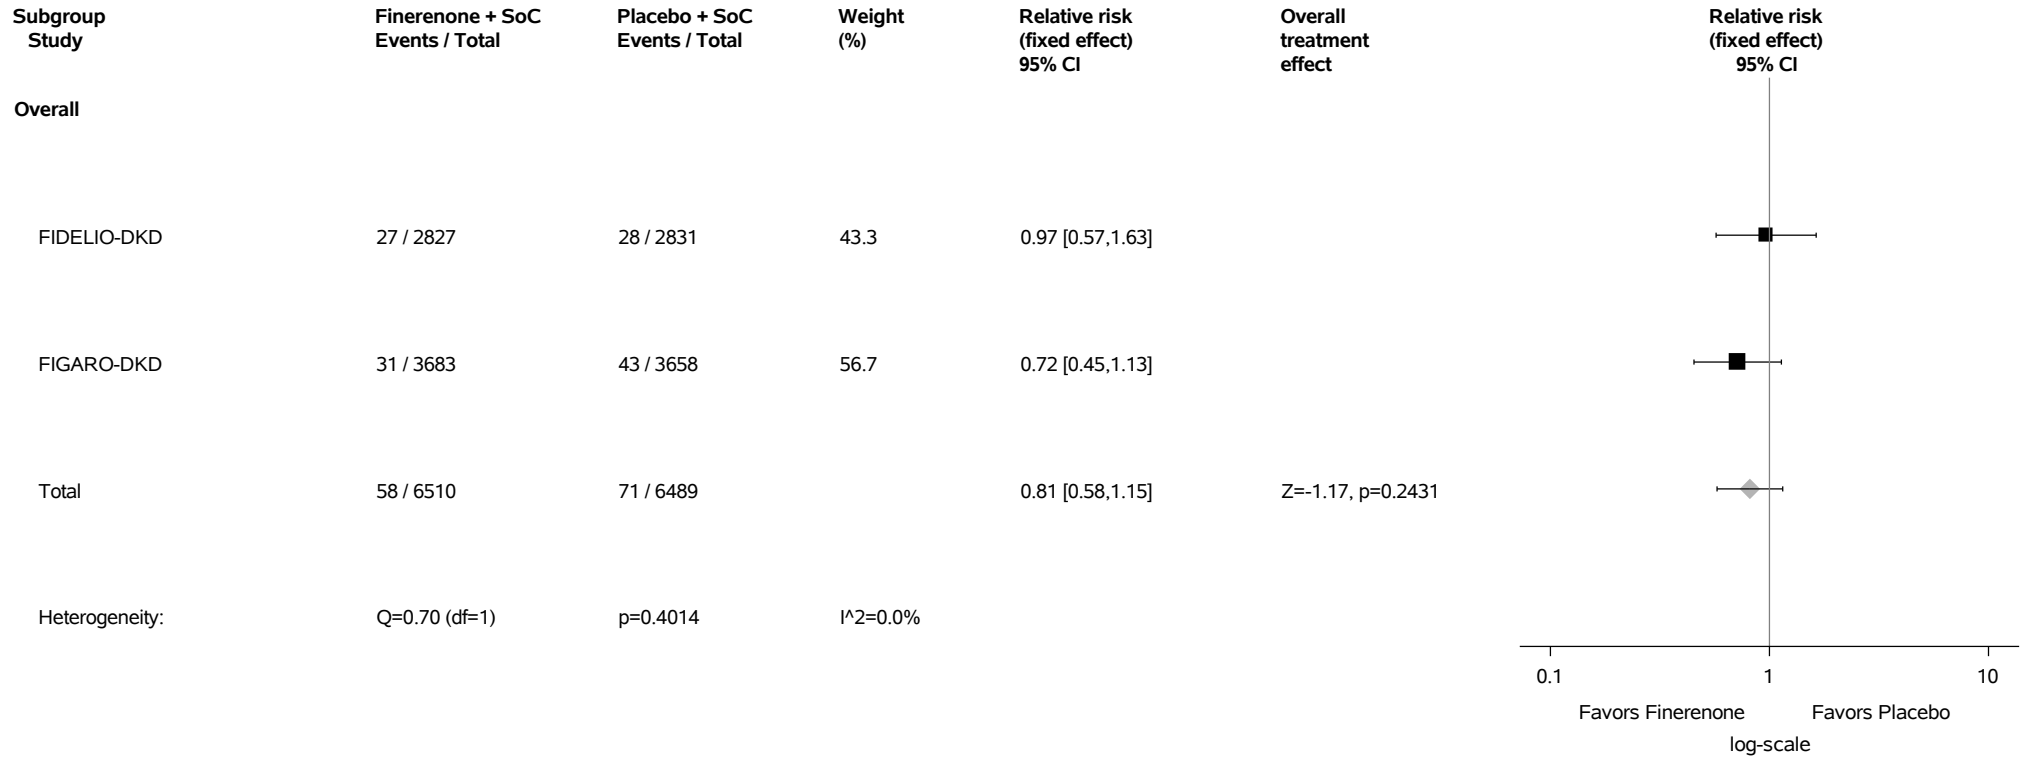 Subgroup Finerenone + SoC Placebo + SoC Weight Relative risk Overall Relative risk
Study Events / Total Events / Total (%) (fixed effect) treatment (fixed effect)
95% CI effect 95% CI
Overall
FIDELIO-DKD 27 / 2827 28 / 2831 43.3 0.97 [0.57,1.63]
FIGARO-DKD 31 / 3683 43 / 3658 56.7 0.72 [0.45,1.13]
Total 58 / 6510 71 / 6489 0.81 [0.58,1.15] Z=-1.17, p=0.2431
Heterogeneity: Q=0.70 (df=1) p=0.4014 I^2=0.0%
0.1 1 10
Favors Finerenone Favors Placebo
log-scale